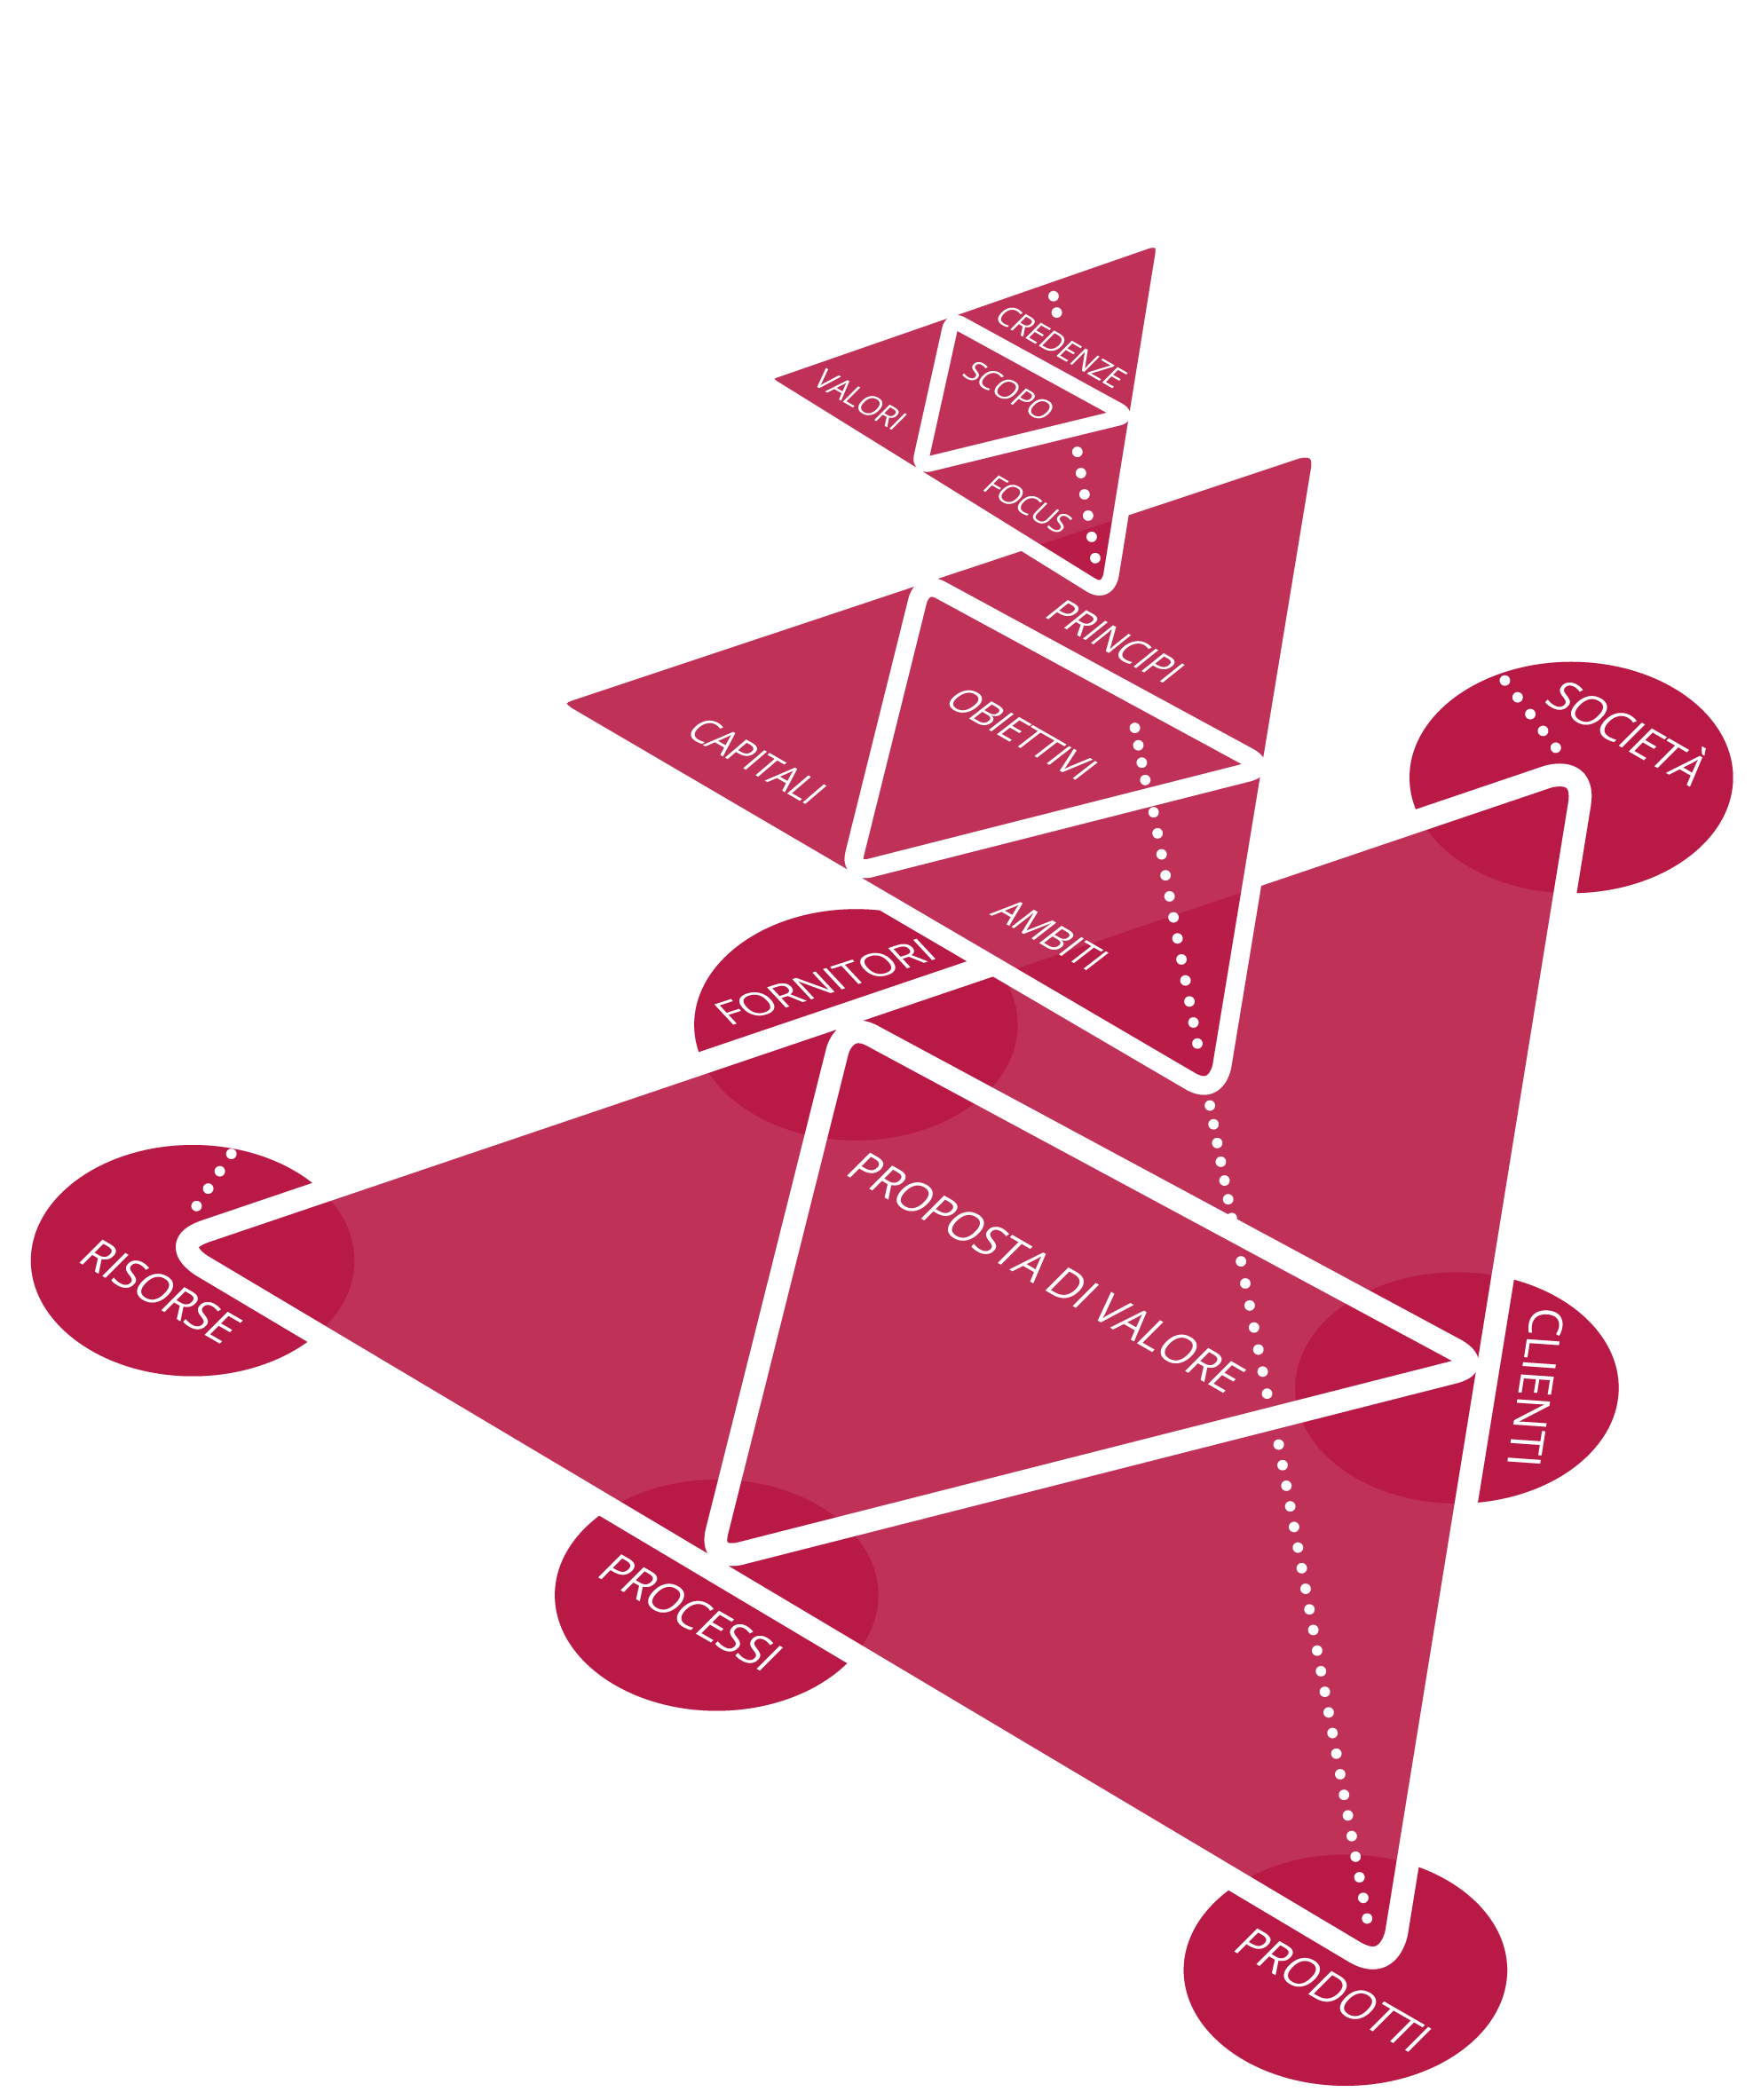 CREDENZE
SCOPO
VALORI
FOCUS
PRINCIPI
OBIETTIVI
CAPITALI
SOCIETÀ
AMBITI
FORNITORI
PROPOSTA DI VALORE
RISORSE
CLIENTI
PROCESSI
PRODOTTI